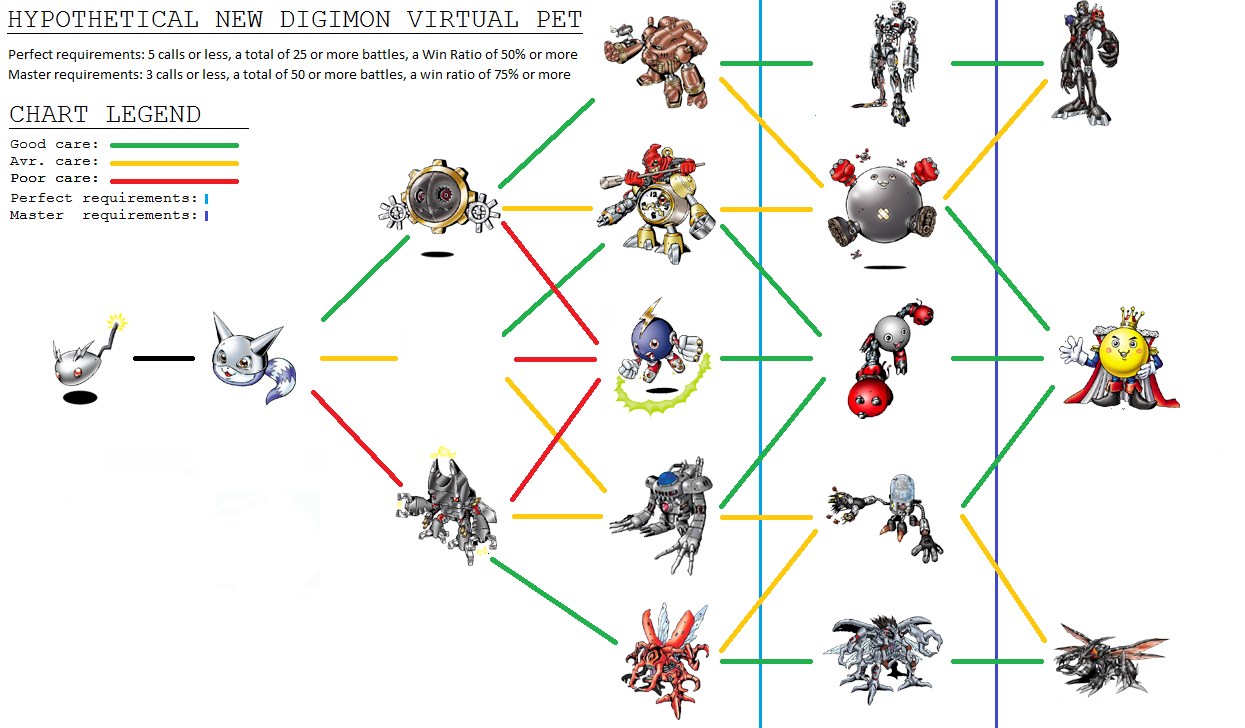 HYPOTHETICAL NEW DIGIMON VIRTUAL PET
Perfect requirements: 5 calls or less, a total of 25 or more battles, a Win Ratio of 50% or more
Master requirements: 3 calls or less, a total of 50 or more battles, a win ratio of 75% or more
CHART LEGEND
Good care:
Avr. care:
Poor care:
Perfect requirements:
Master requirements: